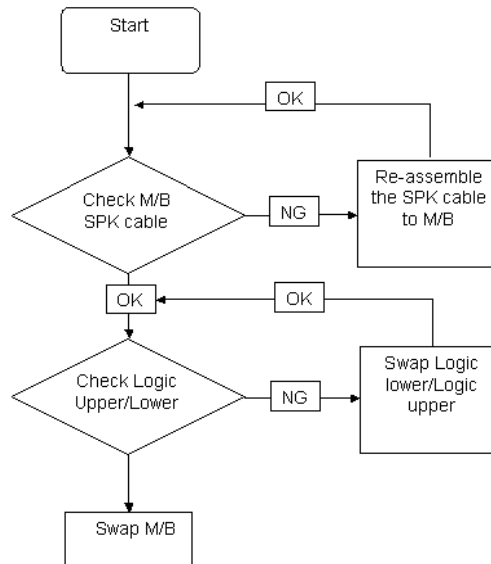 Start
OK
Check M/B
SPK cable
NG
Re-assemble
the SPK cable
to M/B
OK
OK
Check Logic
Upper/Lower
NG
Swap Logic
lower/Logic
upper
Swap M/B